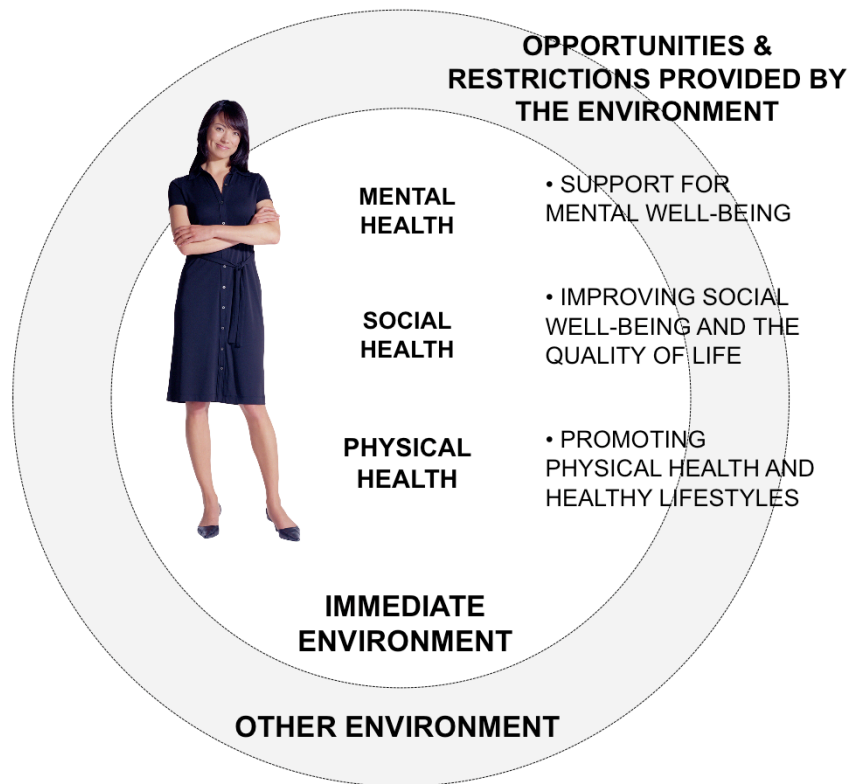 OPPORTUNITIES &
RESTRICTIONS PROVIDED BY
THE ENVIRONMENT
MENTAL
HEALTH
• SUPPORT FOR
MENTAL WELL-BEING
SOCIAL
HEALTH
• IMPROVING SOCIAL
WELL-BEING AND THE
QUALITY OF LIFE
PHYSICAL
HEALTH
• PROMOTING
PHYSICAL HEALTH AND
HEALTHY LIFESTYLES
IMMEDIATE
ENVIRONMENT
OTHER ENVIRONMENT